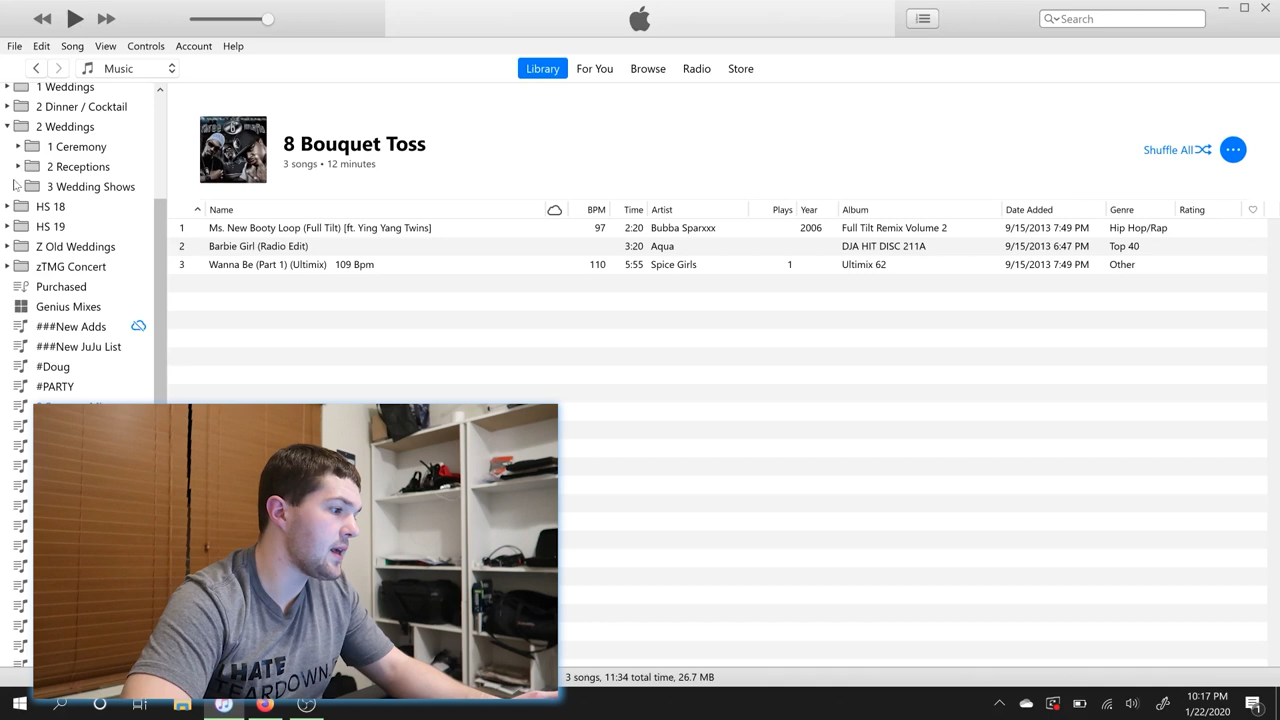 Search
File Edit Song View Controls Account Help
Music
Library For You Browse Radio Store
1 Weddings
2 Dinner / Cocktail
2 Weddings
1 Ceremony
2 Receptions
3 Wedding Shows
HS 18
HS 19
Z Old Weddings
zTMG Concert
Purchased
Genius Mixes
###New Adds
###New JuJu List
#Doug
#PARTY
8 Bouquet Toss
3 songs • 12 minutes
Shuffle All
Name BPM Time Artist Plays Year Album Date Added Genre Rating
1 Ms. New Booty Loop (Full Tilt) [ft. Ying Yang Twins] 97 2:20 Bubba Sparxxx 2006 Full Tilt Remix Volume 2 9/15/2013 7:49 PM Hip Hop/Rap
2 Barbie Girl (Radio Edit) 3:20 Aqua DJA HIT DISC 211A 9/15/2013 6:47 PM Top 40
3 Wanna Be (Part 1) (Ultimix) 109 Bpm 110 5:55 Spice Girls 1 Ultimix 62 9/15/2013 7:49 PM Other
I HATE
TEARDOWN.
3 songs, 11:34 total time, 26.7 MB
10:17 PM
1/22/2020
1